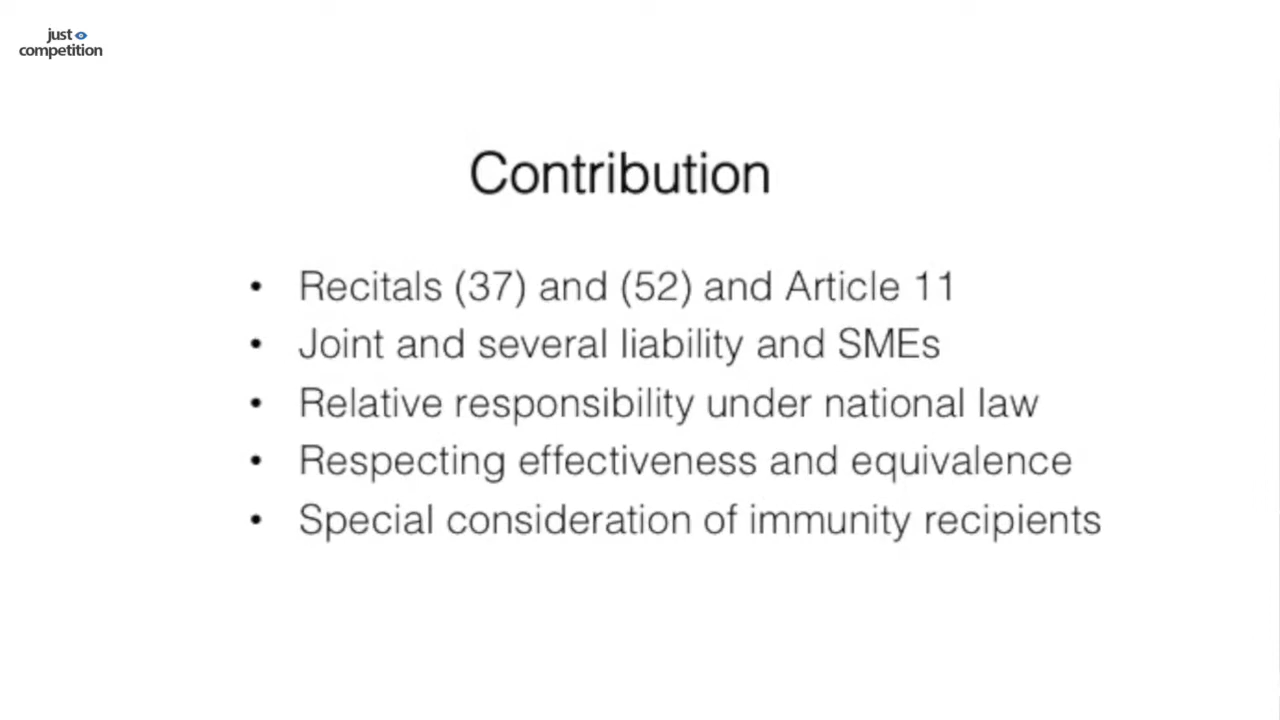 just
competition
Contribution
• Recitals (37) and (52) and Article 11
• Joint and several liability and SMEs
• Relative responsibility under national law
• Respecting effectiveness and equivalence
• Special consideration of immunity recipients